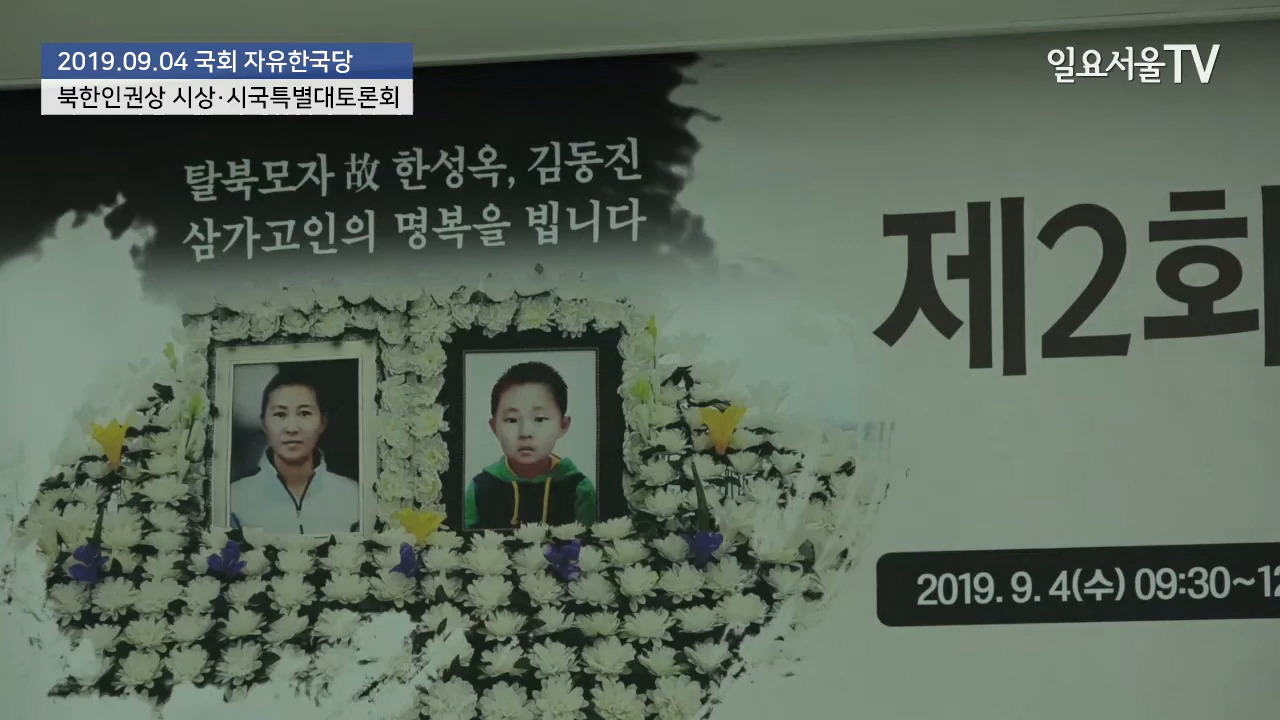 2019.09.04 국회 자유한국당
북한인권상 시상·시국특별대토론회
일요서울TV
탈북모자 故 한성옥, 김동진
삼가고인의 명복을 빕니다
제2회
2019. 9. 4(수) 09:30~12